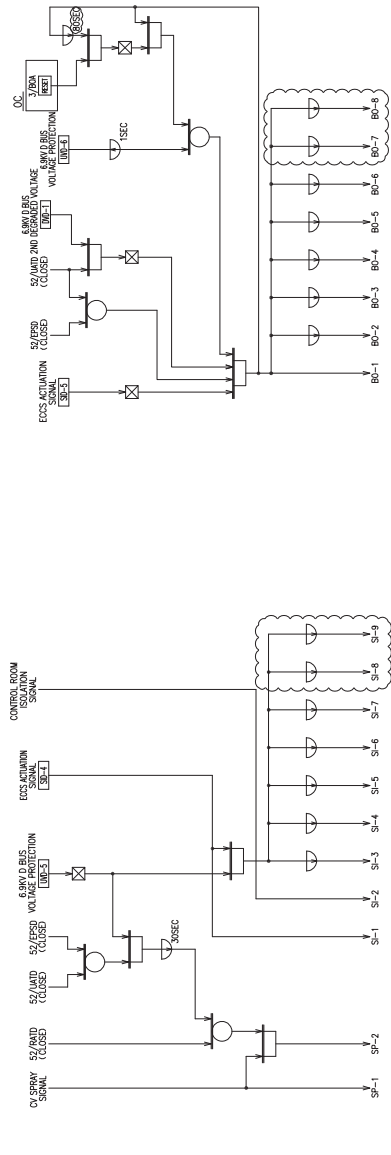 CV SPRAY
SIGNAL
52/RATD
(CLOSE)
52/UATD
(CLOSE)
52/EPSD
(CLOSE)
6.9KV D BUS
VOLTAGE PROTECTION
UVD-5
ECCS ACTUATION
SIGNAL
SID-4
CONTROL ROOM
ISOLATION
SIGNAL
30SEC
SP-1
SP-2
SI-1
SI-2
SI-3
SI-4
SI-5
SI-6
SI-7
SI-8
SI-9
ECCS ACTUATION
SIGNAL
SID-5
52/EPSD
(CLOSE)
52/UATD
(CLOSE)
6.9KV D BUS
2ND DEGRADED VOLTAGE
DVD-1
6.9KV D BUS
VOLTAGE PROTECTION
UVD-6
OC
3/BOA
RESET
1SEC
80SEC
BO-1
BO-2
BO-3
BO-4
BO-5
BO-6
BO-7
BO-8